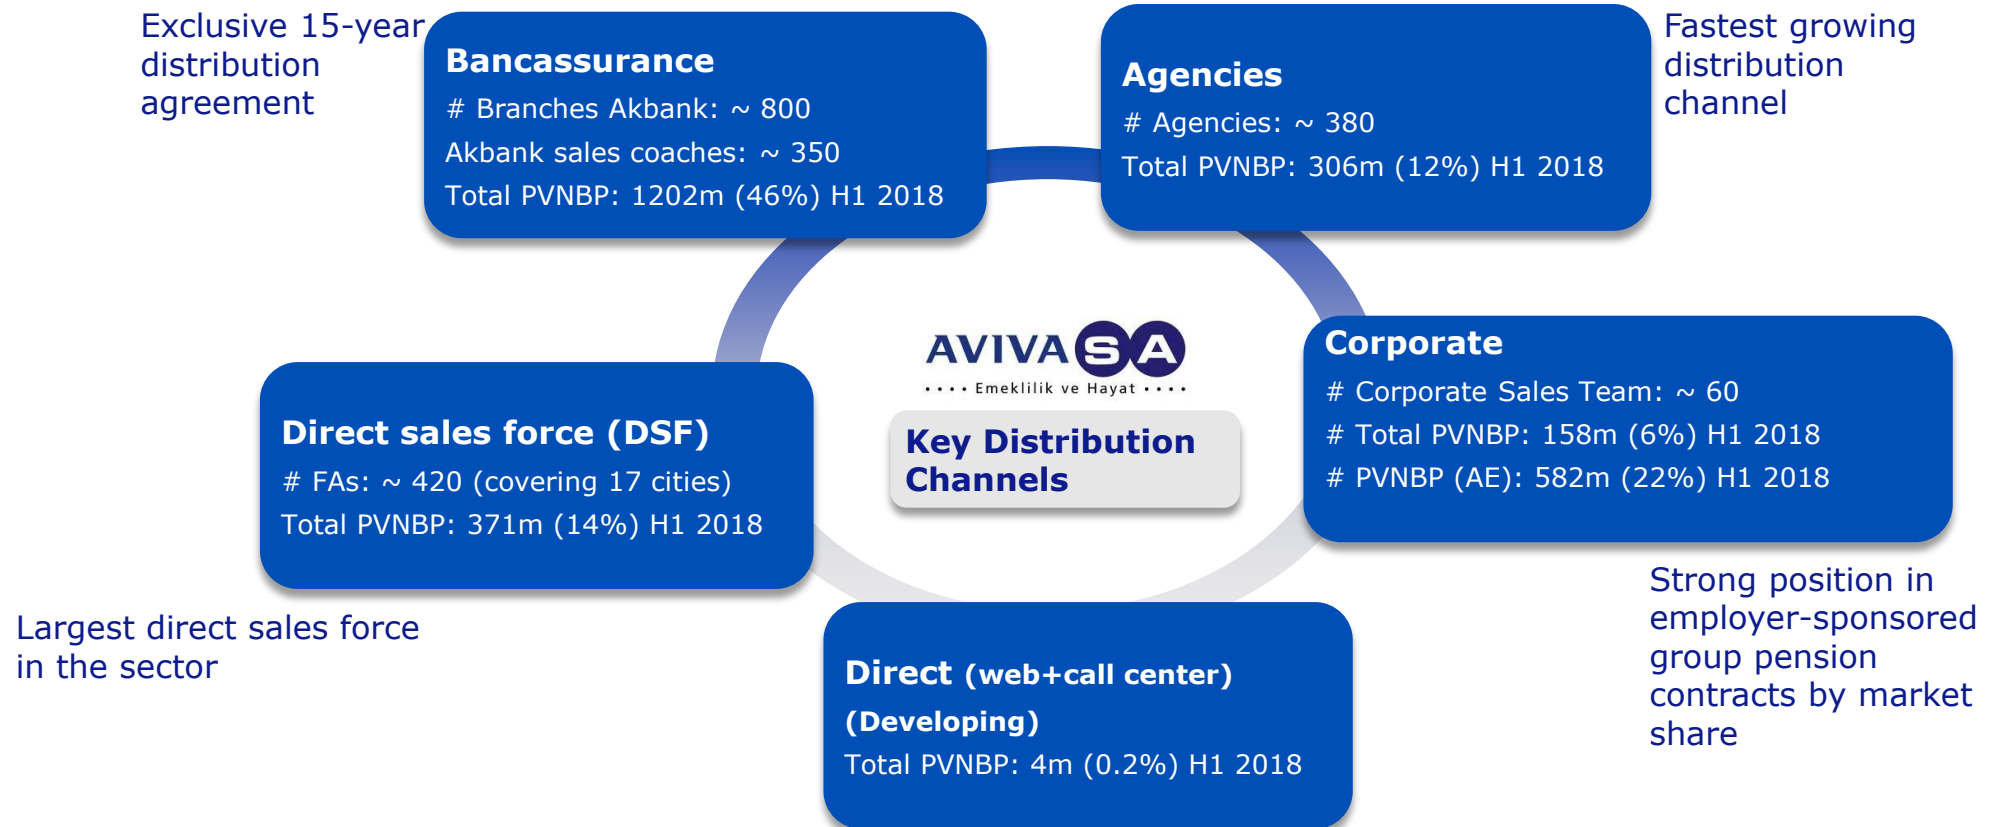 Exclusive 15-year
distribution
agreement
Bancassurance
# Branches Akbank: ~ 800
Akbank sales coaches: ~ 350
Total PVNBP: 1202m (46%) H1 2018
Agencies
# Agencies: ~ 380
Total PVNBP: 306m (12%) H1 2018
Fastest growing
distribution
channel
AVIVASA
•••• Emeklilik ve Hayat ••••
Key Distribution
Channels
Corporate
# Corporate Sales Team: ~ 60
# Total PVNBP: 158m (6%) H1 2018
# PVNBP (AE): 582m (22%) H1 2018
Direct sales force (DSF)
# FAs: ~ 420 (covering 17 cities)
Total PVNBP: 371m (14%) H1 2018
Strong position in
employer-sponsored
group pension
contracts by market
share
Largest direct sales force
in the sector
Direct (web+call center)
(Developing)
Total PVNBP: 4m (0.2%) H1 2018